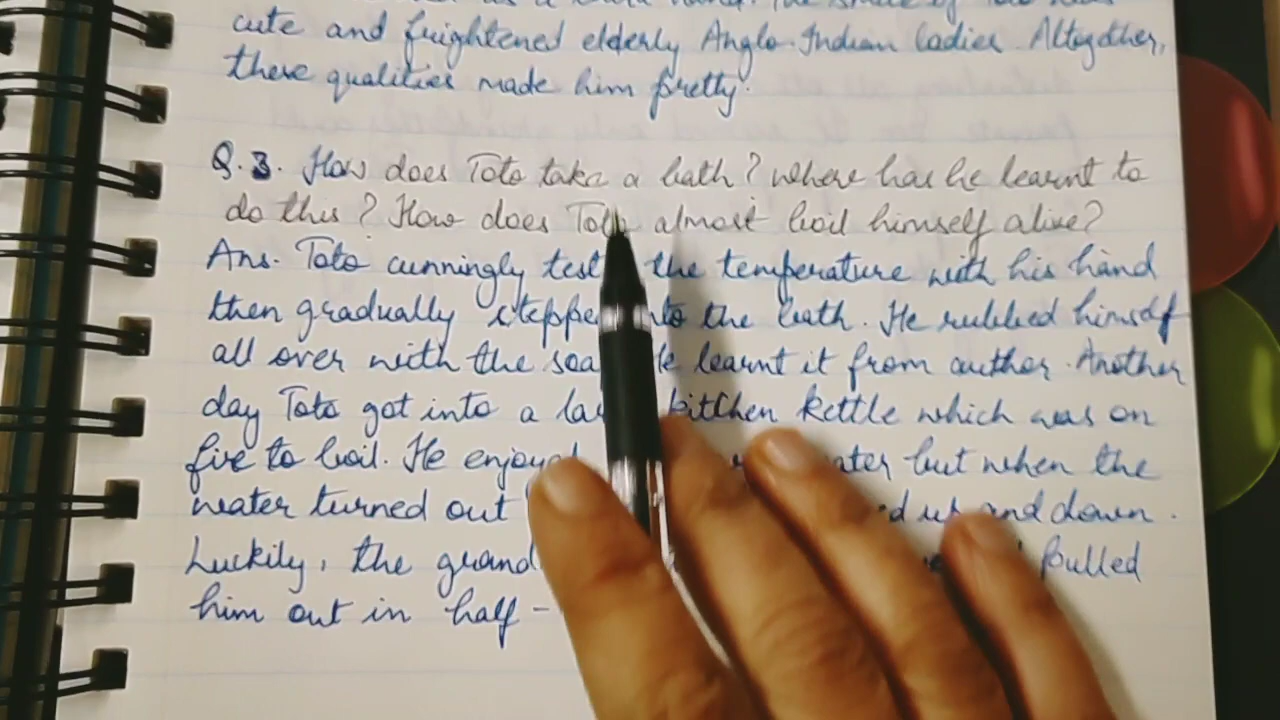 cute and frightened elderly Anglo-Indian ladies. Altogether,
these qualities made him pretty.
Q.3. How does Toto take a bath? where has he learnt to
do this? How does Toto almost boil himself alive?
Ans. Toto cunningly test the temperature with his hand
then gradually steppe into the bath. He rubbed himself
all over with the soa He learnt it from author. Another
day Toto got into a la kitchen kettle which was on
fire to boil. He enjoyed water but when the
water turned out up and down.
Luckily, the grand pulled
him out in half-